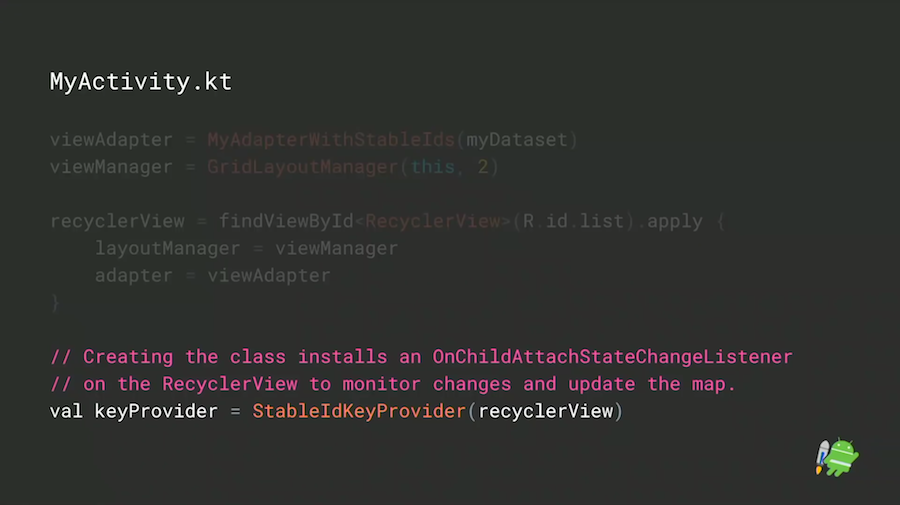 MyActivity.kt
viewAdapter = MyAdapterWithStableIds(myDataset)
viewManager = GridLayoutManager(this, 2)
recyclerView = findViewById<RecyclerView>(R.id.list).apply {
layoutManager = viewManager
adapter = viewAdapter
}
// Creating the class installs an OnChildAttachStateChangeListener
// on the RecyclerView to monitor changes and update the map.
val keyProvider = StableIdKeyProvider(recyclerView)